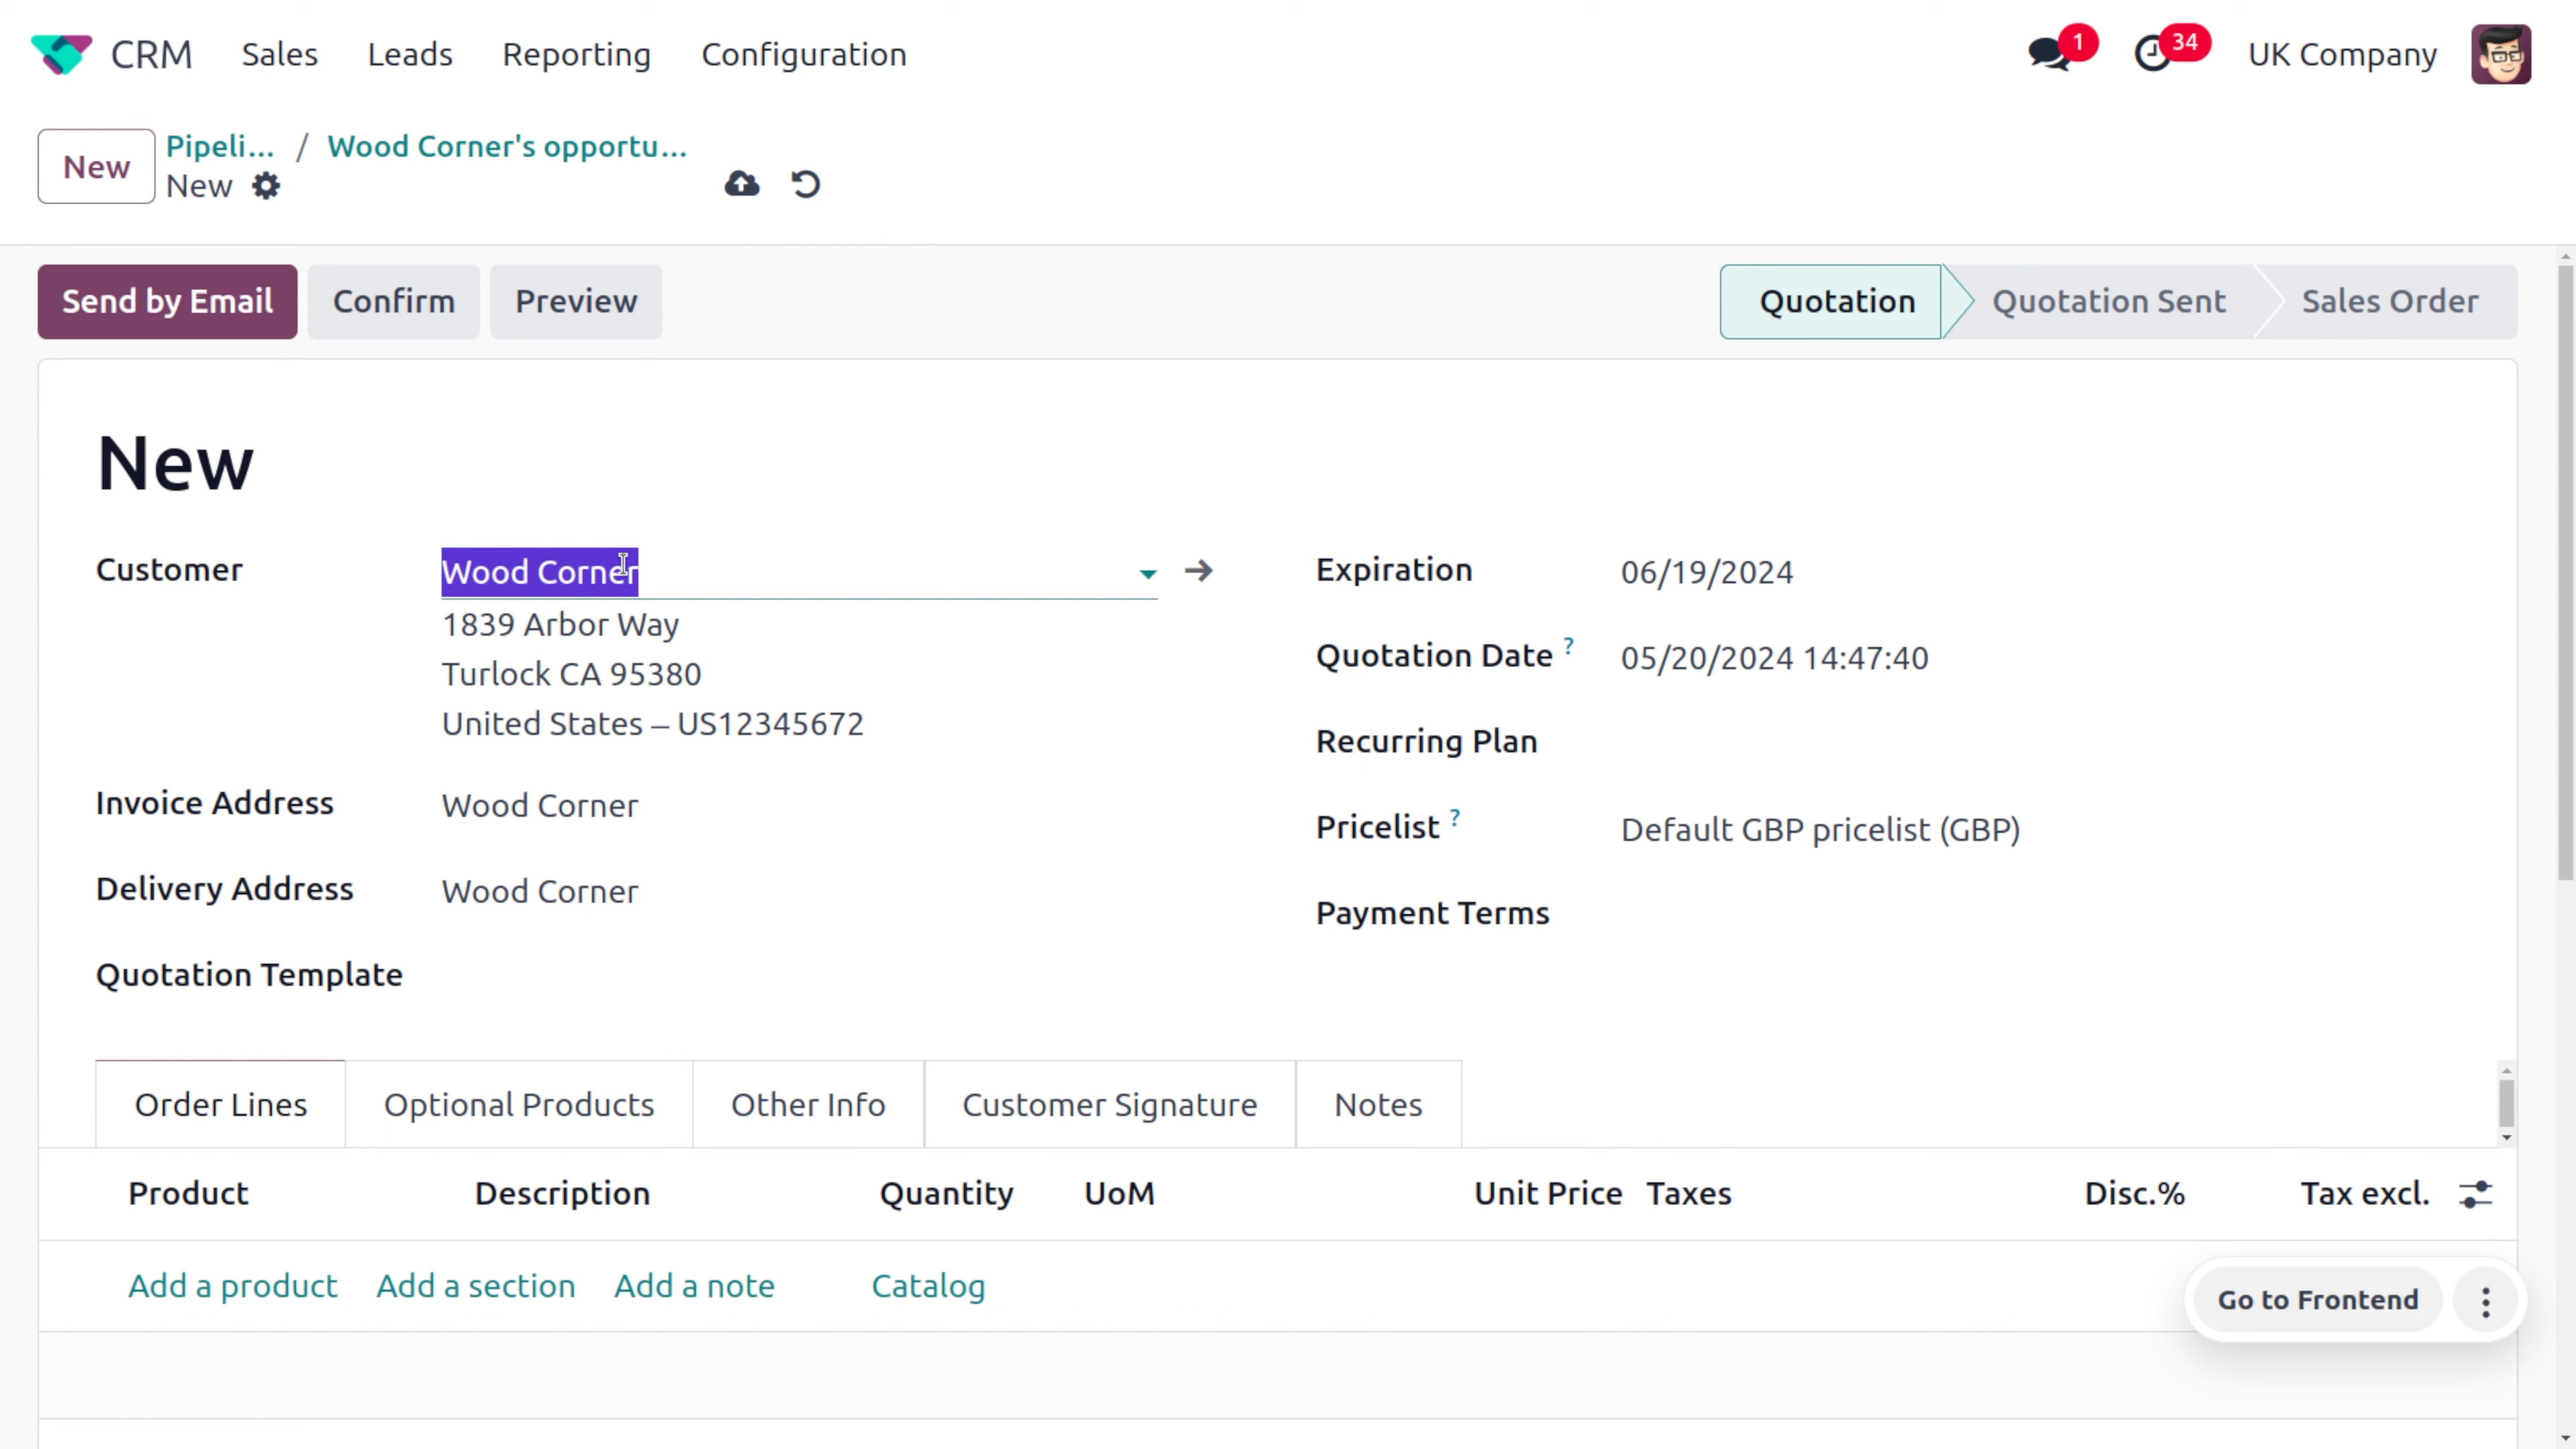 CRM Sales Leads Reporting Configuration 1 34 UK Company
New
Pipeli... / Wood Corner's opportu...
New
Send by Email Confirm Preview Quotation Quotation Sent Sales Order
New
Customer Wood Corner
1839 Arbor Way
Turlock CA 95380
United States – US12345672
Invoice Address Wood Corner
Delivery Address Wood Corner
Quotation Template
Expiration 06/19/2024
Quotation Date ? 05/20/2024 14:47:40
Recurring Plan
Pricelist ? Default GBP pricelist (GBP)
Payment Terms
Order Lines Optional Products Other Info Customer Signature Notes
Product Description Quantity UoM Unit Price Taxes Disc.% Tax excl.
Add a product Add a section Add a note Catalog
Go to Frontend